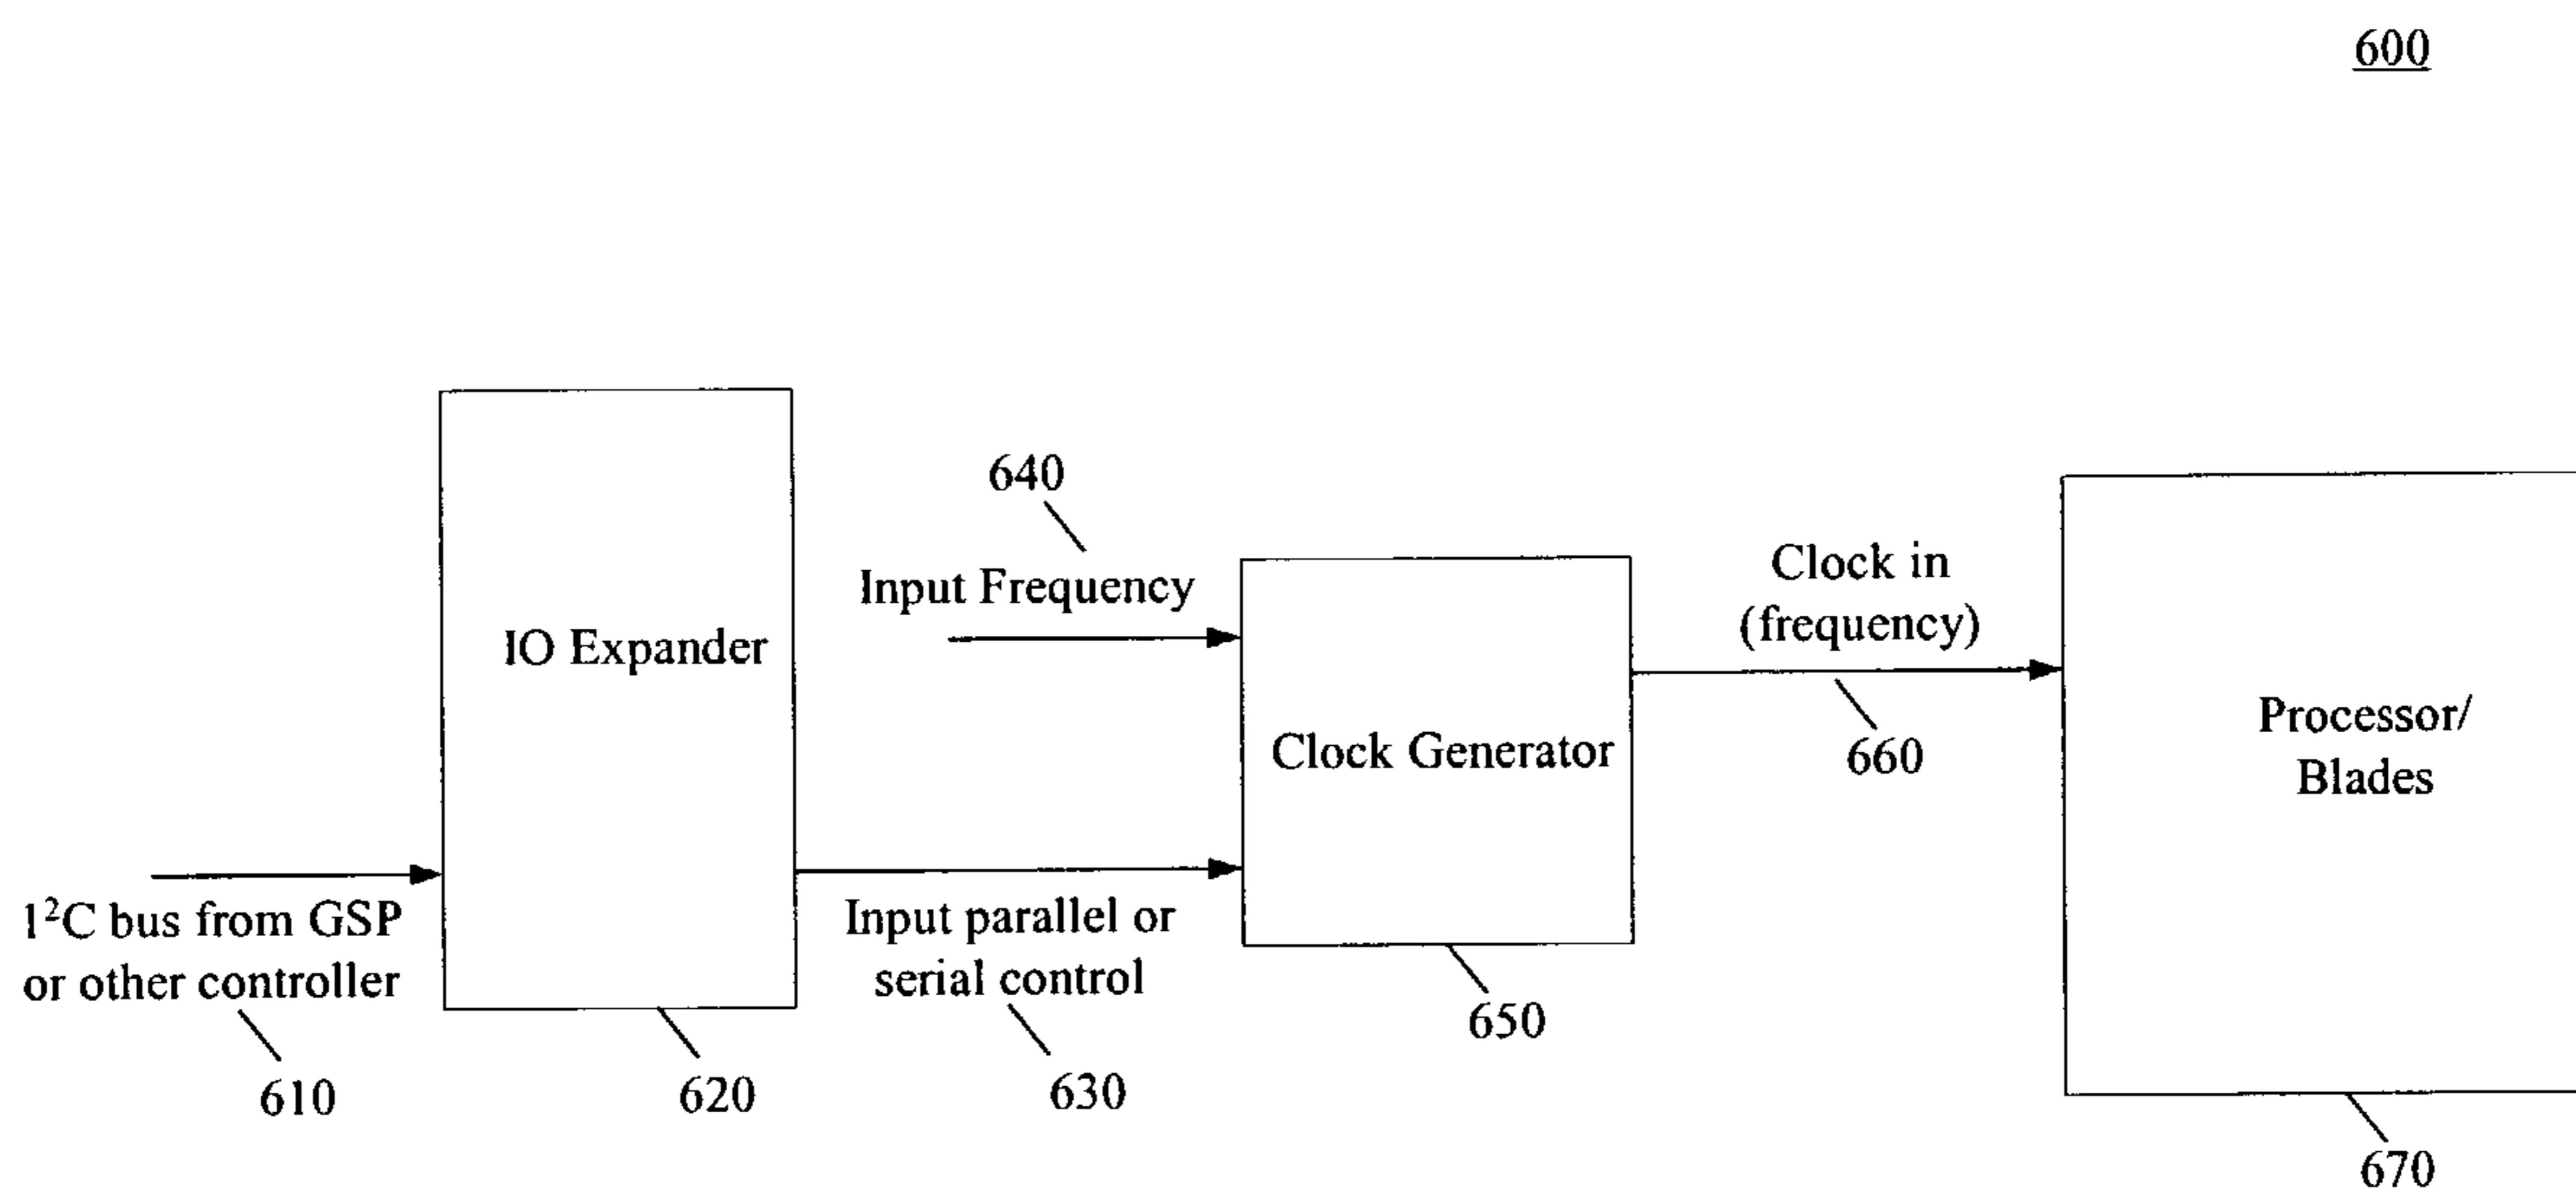 600
640
Input Frequency
Clock in
(frequency)
IO Expander
Clock Generator
Processor/
Blades
660
I²C bus from GSP
or other controller
Input parallel or
serial control
610
620
630
650
670